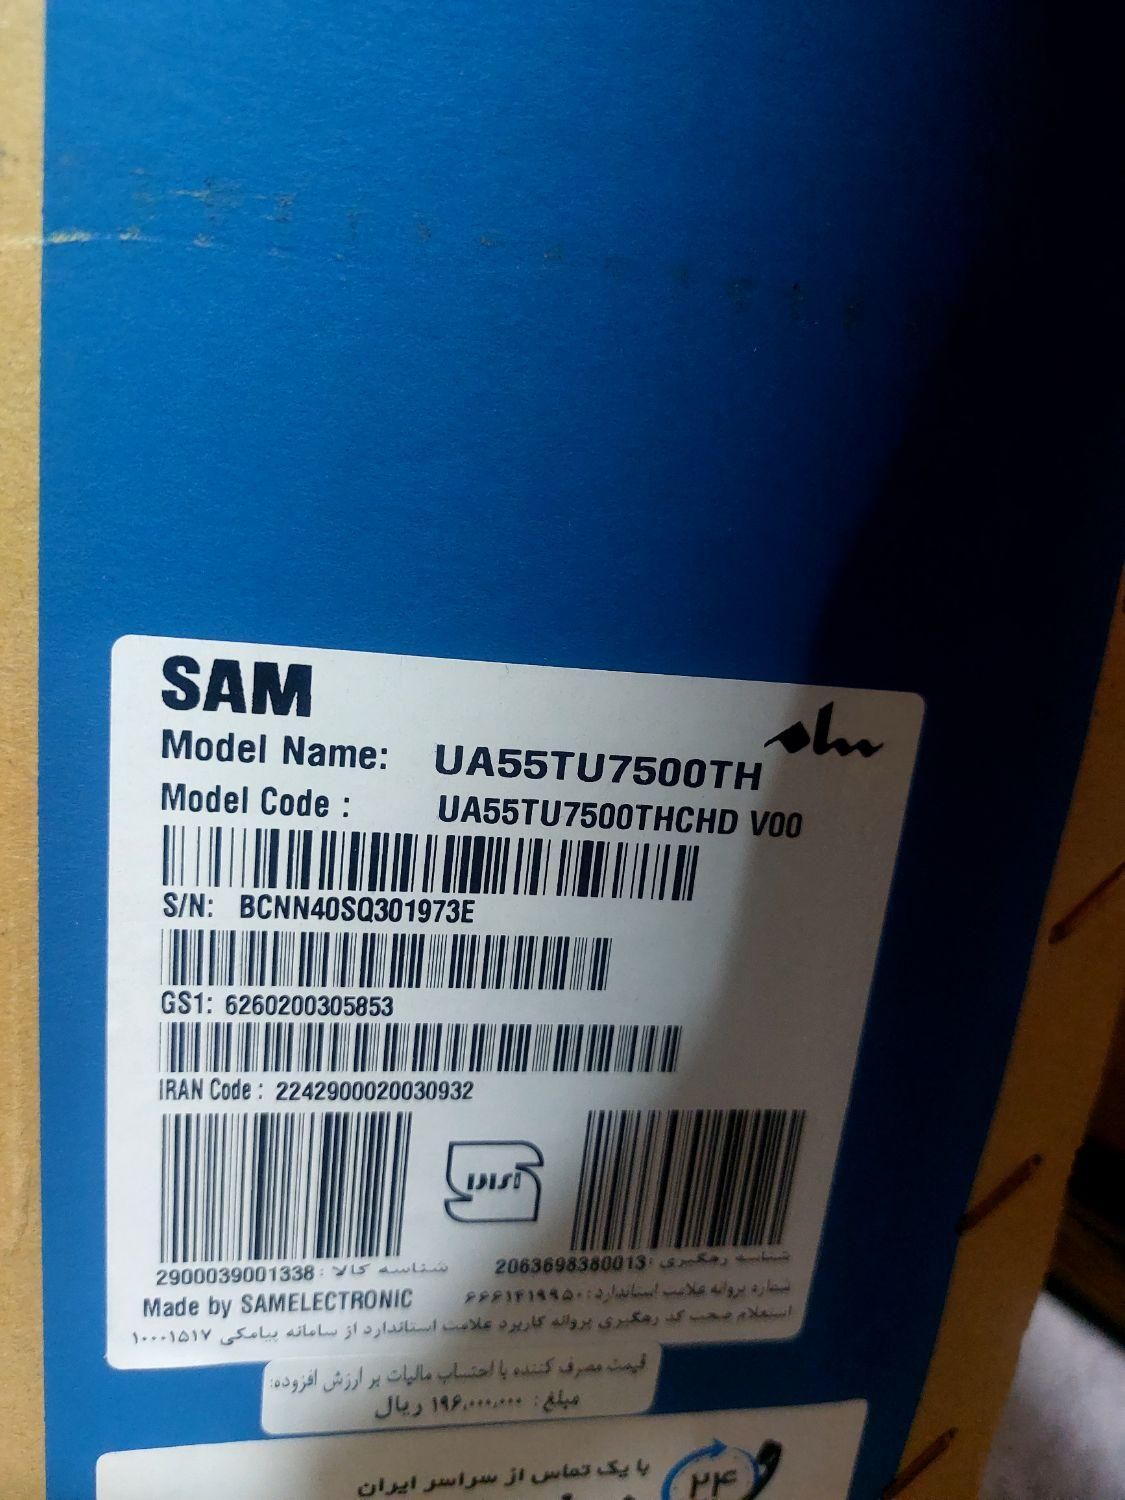 SAM
سام
Model Name: UA55TU7500TH
Model Code : UA55TU7500THCHD V00
S/N: BCNN40SQ301973E
GS1: 6260200305853
IRAN Code : 2242900020030932
شناسه کالا : 2900039001338
شناسه رهگیری : 2063698380013
Made by SAMELECTRONIC
شماره پروانه علامت استاندارد : ۶۶۶۱۴۱۹۹۵۰
استعلام صحت کد رهگیری پروانه کاربرد علامت استاندارد از سامانه پیامکی ۱۰۰۰۱۵۱۷
قیمت مصرف کننده با احتساب مالیات بر ارزش افزوده:
مبلغ : ۱۹۶,۰۰۰,۰۰۰ ریال
با یک تماس از سراسر ایران
۲۴